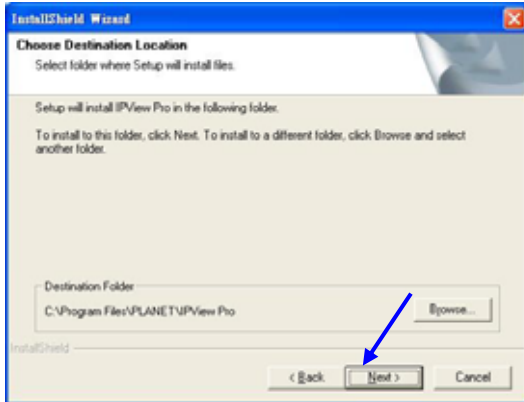 InstallShield Wizard
Choose Destination Location
Select folder where Setup will install files.
Setup will install IPView Pro in the following folder.
To install to this folder, click Next. To install to a different folder, click Browse and select
another folder.
Destination Folder
C:\Program Files\PLANET\IPView Pro
Browse...
InstallShield
< Back
Next >
Cancel